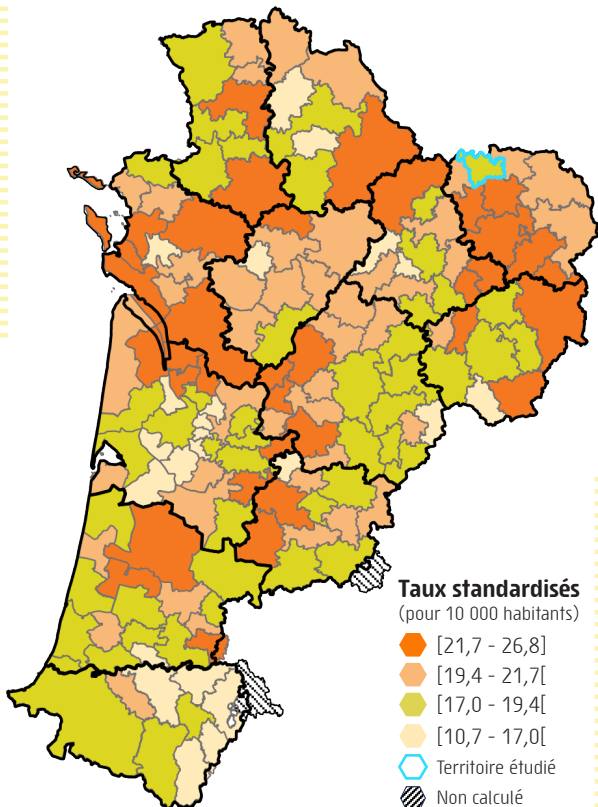 Taux standardisés
(pour 10 000 habitants)
[21,7 - 26,8]
[19,4 - 21,7[
[17,0 - 19,4[
[10,7 - 17,0[
Territoire étudié
Non calculé